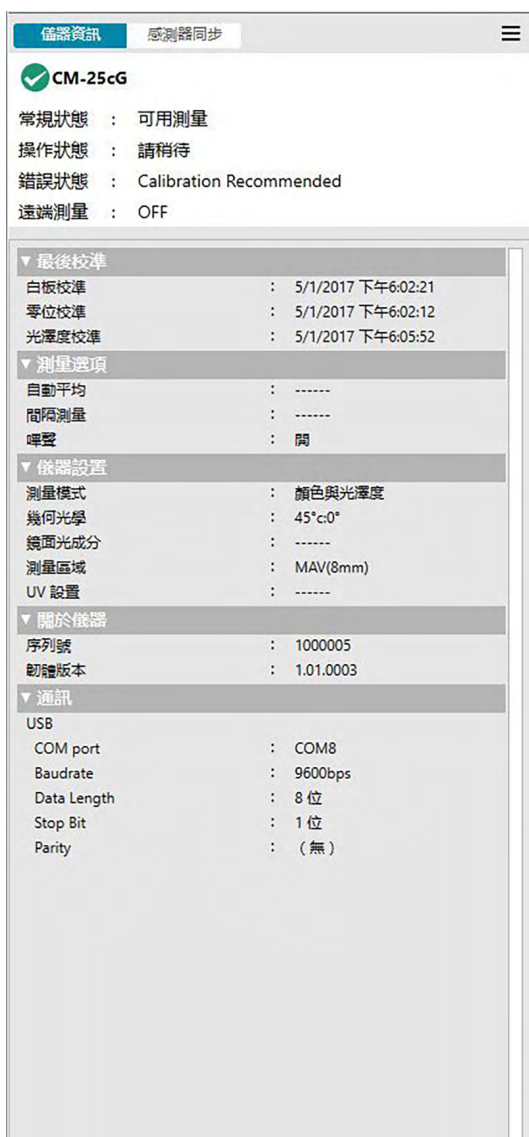 儀器資訊 感測器同步
CM-25cG
常規狀態 : 可用測量
操作狀態 : 請稍待
錯誤狀態 : Calibration Recommended
遠端測量 : OFF
▼最後校準
白板校準 : 5/1/2017 下午6:02:21
零位校準 : 5/1/2017 下午6:02:12
光澤度校準 : 5/1/2017 下午6:05:52
▼測量選項
自動平均 : ------
間隔測量 : ------
嗶聲 : 開
▼儀器設置
測量模式 : 顏色與光澤度
幾何光學 : 45°c:0°
鏡面光成分 : ------
測量區域 : MAV(8mm)
UV 設置 : ------
▼關於儀器
序列號 : 1000005
韌體版本 : 1.01.0003
▼通訊
USB
COM port : COM8
Baudrate : 9600bps
Data Length : 8 位
Stop Bit : 1 位
Parity : （無）